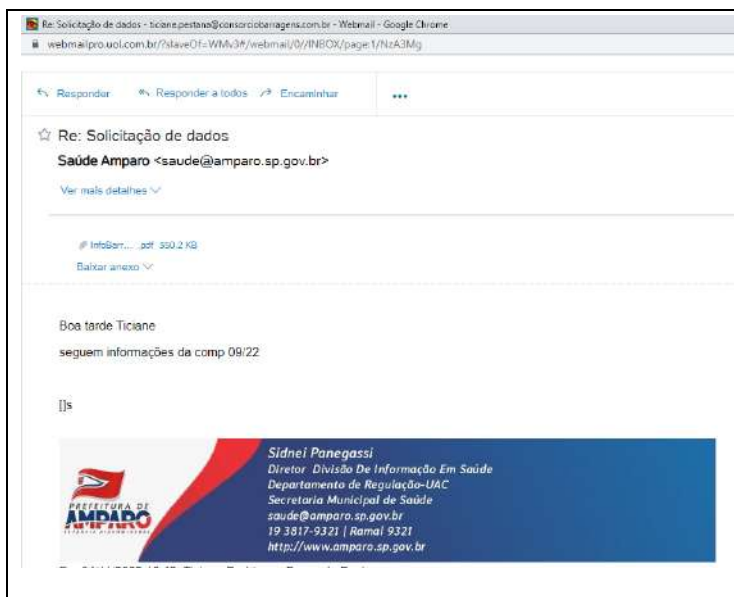 Re: Solicitação de dados - ticiane.pestana@consorciobarragens.com.br - Webmail - Google Chrome
webmailpro.uol.com.br/?slaveOf=WMv3#/webmail/0//INBOX/page:1/NzA3Mg
Responder Responder a todos Encaminhar ...
Re: Solicitação de dados
Saúde Amparo <saude@amparo.sp.gov.br>
Ver mais detalhes
InfoBarr... .pdf 350.2 KB
Baixar anexo
Boa tarde Ticiane
seguem informações da comp 09/22
[]s
Sidnei Panegassi
Diretor Divisão De Informação Em Saúde
Departamento de Regulação-UAC
Secretaria Municipal de Saúde
saude@amparo.sp.gov.br
19 3817-9321 | Ramal 9321
http://www.amparo.sp.gov.br
PREFEITURA DE
AMPARO